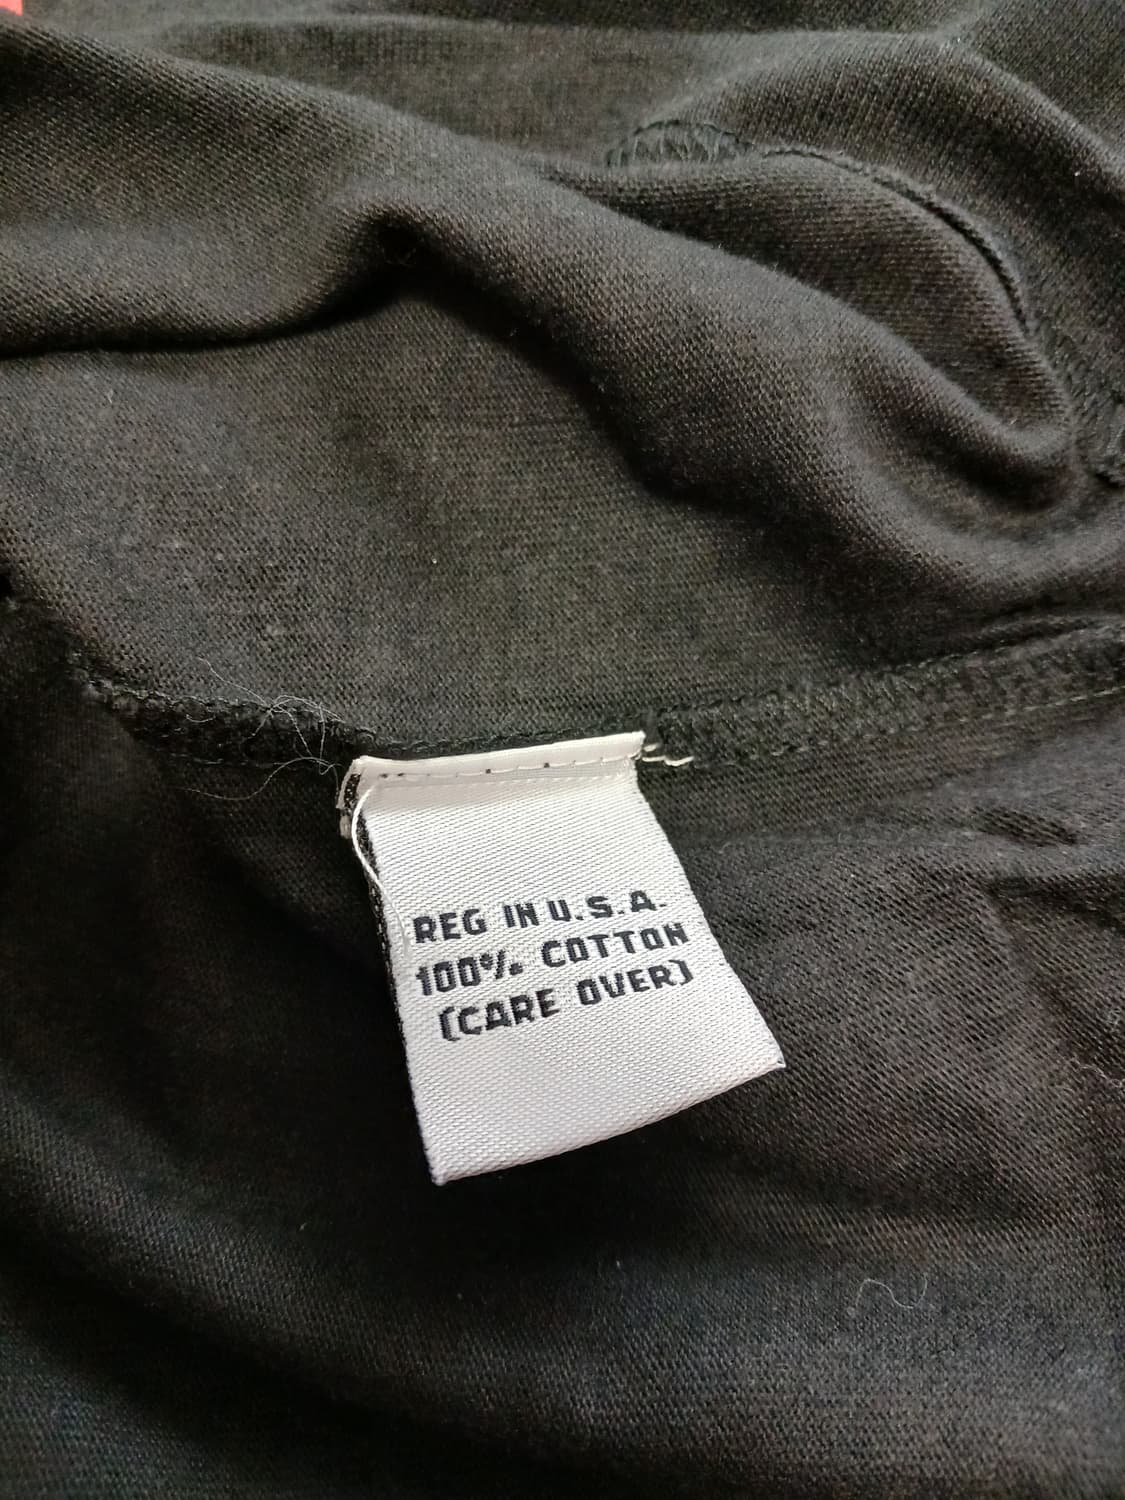 REG IN U.S.A.
100% COTTON
(CARE OVER)